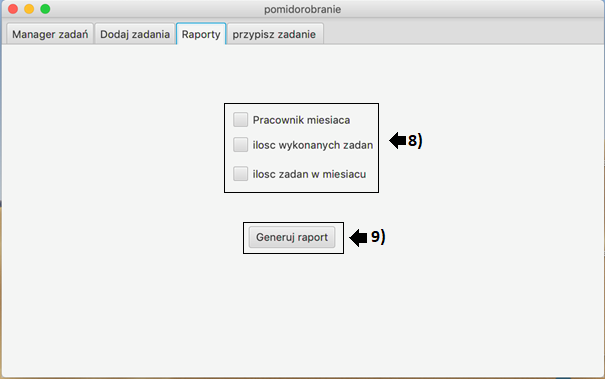 pomidorobranie
Manager zadań Dodaj zadania Raporty przypisz zadanie
Pracownik miesiaca
ilosc wykonanych zadan
8)
ilosc zadan w miesiacu
Generuj raport
9)